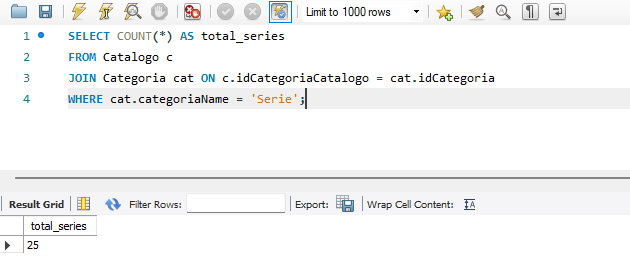 Limit to 1000 rows
1 SELECT COUNT(*) AS total_series
2 FROM Catalogo c
3 JOIN Categoria cat ON c.idCategoriaCatalogo = cat.idCategoria
4 WHERE cat.categoriaName = 'Serie';
Result Grid Filter Rows: Export: Wrap Cell Content: IA
total_series
25